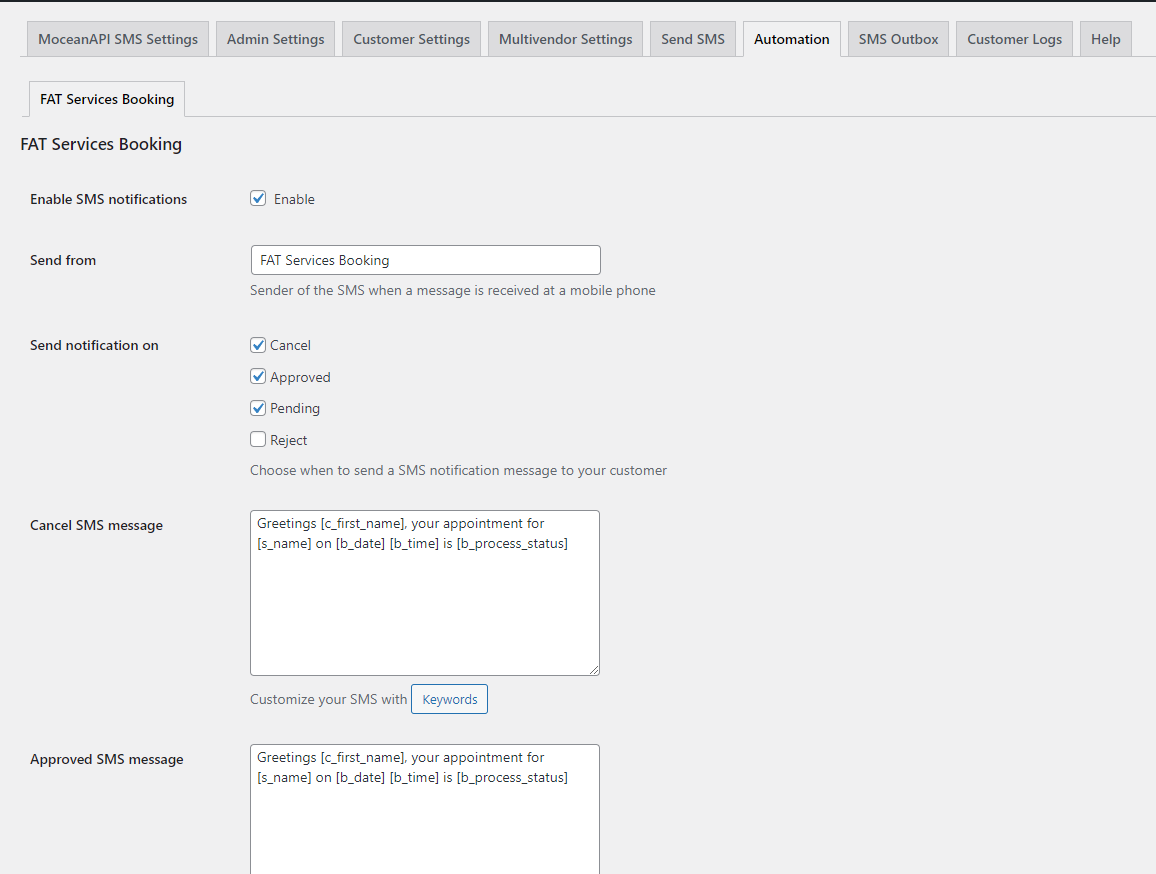 MoceanAPI SMS Settings Admin Settings Customer Settings Multivendor Settings Send SMS Automation SMS Outbox Customer Logs Help
FAT Services Booking
FAT Services Booking
Enable SMS notifications Enable
Send from FAT Services Booking
Sender of the SMS when a message is received at a mobile phone
Send notification on Cancel
Approved
Pending
Reject
Choose when to send a SMS notification message to your customer
Cancel SMS message Greetings [c_first_name], your appointment for
[s_name] on [b_date] [b_time] is [b_process_status]
Customize your SMS with Keywords
Approved SMS message Greetings [c_first_name], your appointment for
[s_name] on [b_date] [b_time] is [b_process_status]